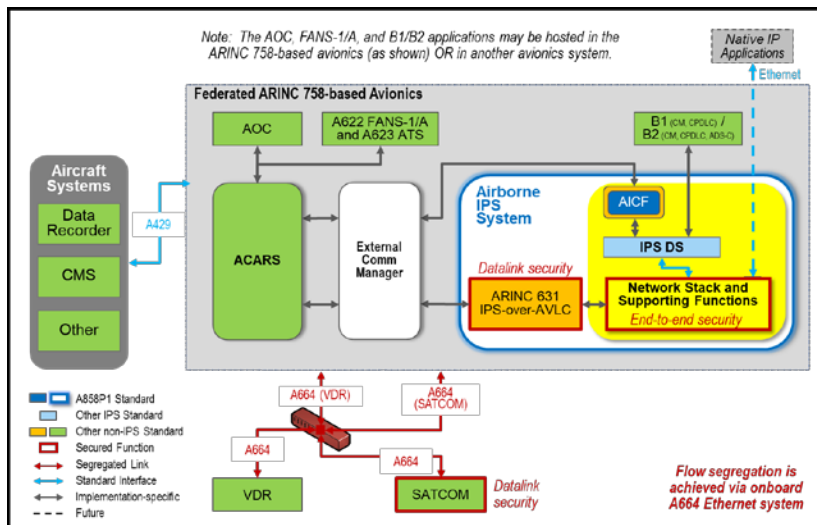 Note: The AOC, FANS-1/A, and B1/B2 applications may be hosted in the
ARINC 758-based avionics (as shown) OR in another avionics system.
Native IP
Applications
Ethernet
Federated ARINC 758-based Avionics
AOC
A622 FANS-1/A
and A623 ATS
B1 (CM, CPDLC) /
B2 (CM, CPDLC, ADS-C)
Aircraft
Systems
Data
Recorder
CMS
Other
A429
ACARS
External
Comm
Manager
Airborne
IPS
System
AICF
IPS DS
Datalink security
ARINC 631
IPS-over-AVLC
Network Stack and
Supporting Functions
End-to-end security
A858P1 Standard
Other IPS Standard
Other non-IPS Standard
Secured Function
Segregated Link
Standard Interface
Implementation-specific
Future
A664 (VDR)
A664
(SATCOM)
A664
A664
VDR
SATCOM
Datalink
security
Flow segregation is
achieved via onboard
A664 Ethernet system